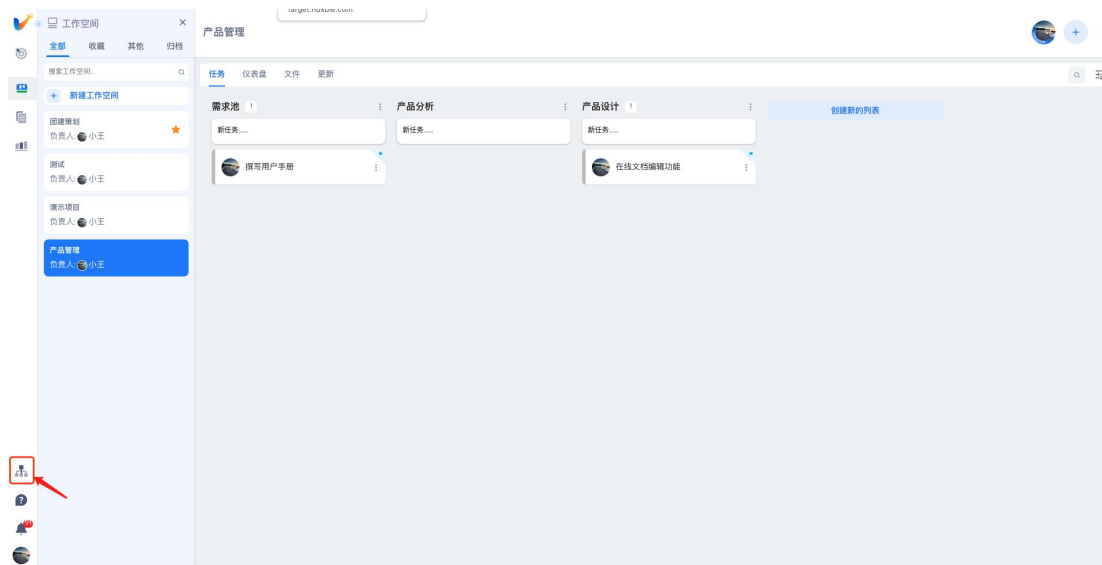 target.nuxble.com
工作空间
全部 收藏 其他 归档
搜索工作空间...
+ 新建工作空间
团建策划
负责人: 小王
测试
负责人: 小王
演示项目
负责人: 小王
产品管理
负责人: 小王
产品管理
任务 仪表盘 文件 更新
需求池 1
新任务......
撰写用户手册
产品分析
新任务......
产品设计 1
新任务......
在线文档编辑功能
创建新的列表